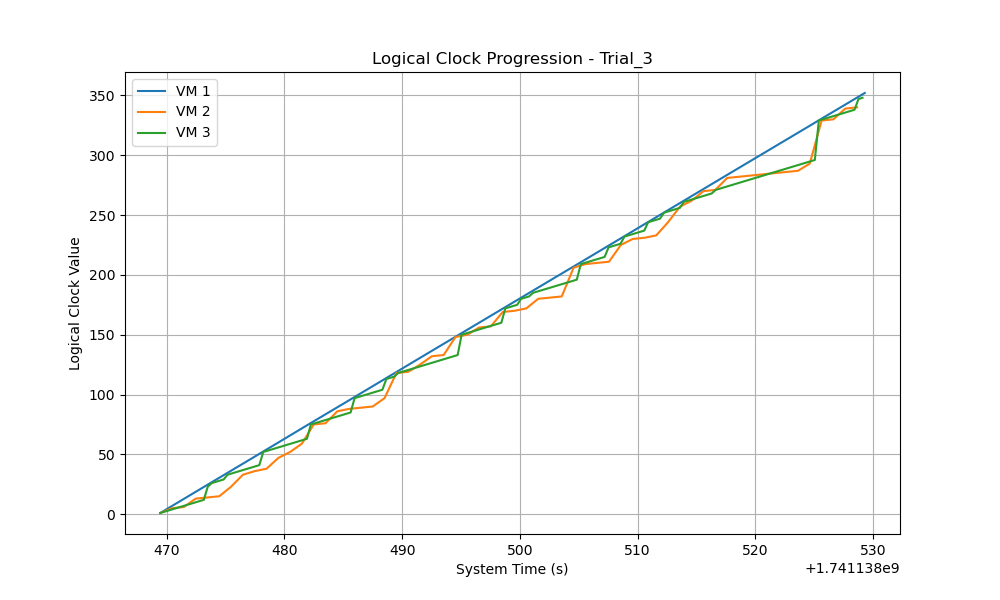 Logical Clock Progression - Trial_3
VM 1
VM 2
VM 3
350
300
250
200
150
100
50
0
Logical Clock Value
470 480 490 500 510 520 530
System Time (s)
+1.741138e9